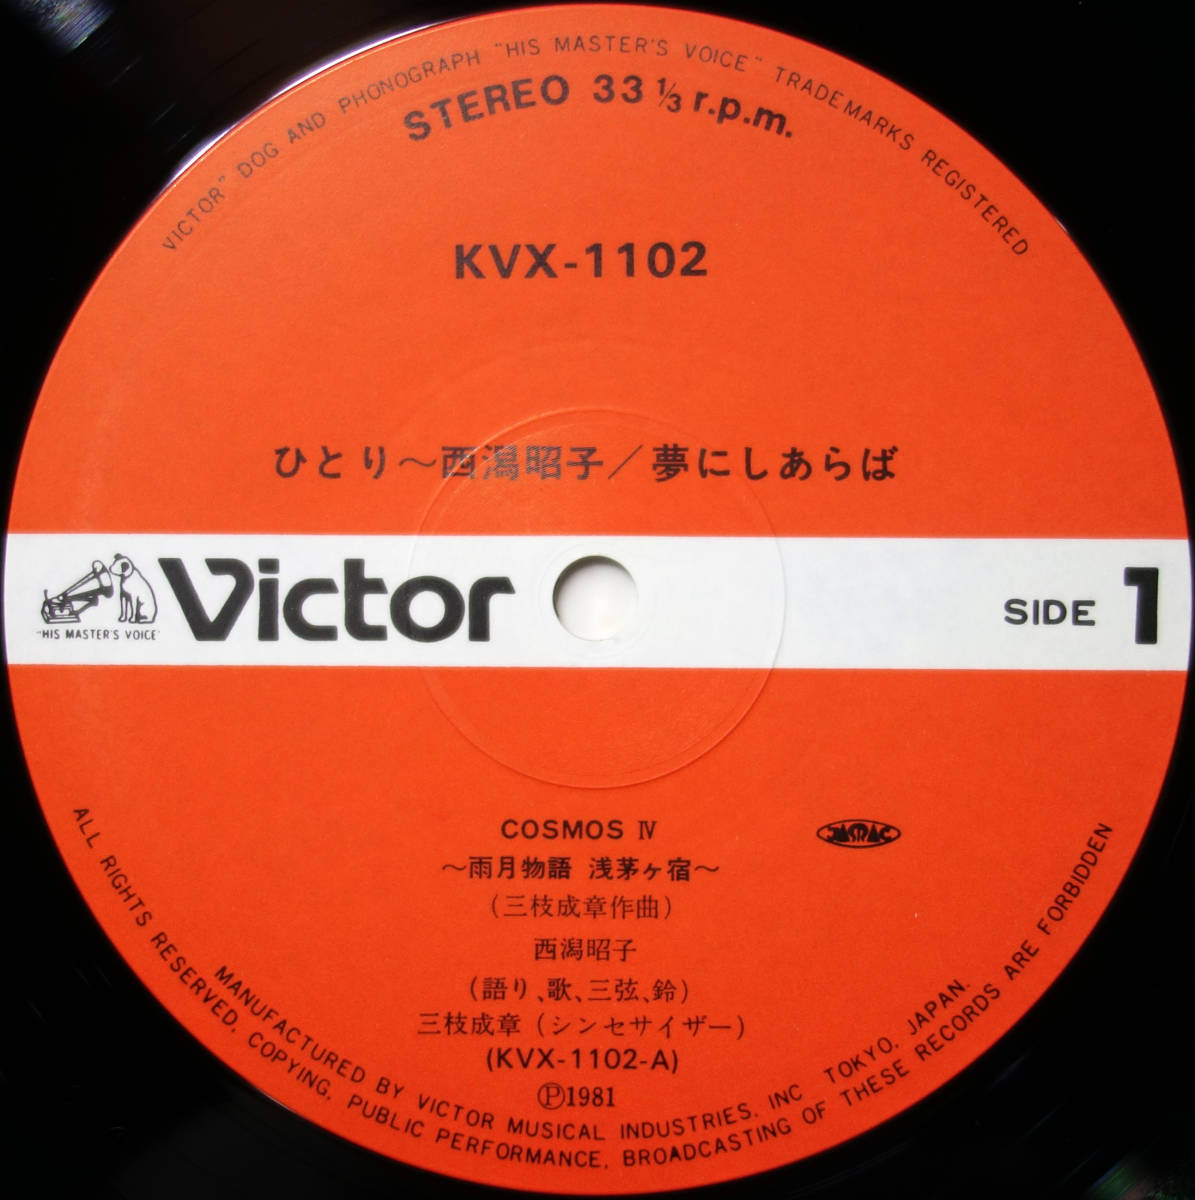 VICTOR" DOG AND PHONOGRAPH "HIS MASTER'S VOICE" TRADEMARKS REGISTERED
STEREO 33 1/3 r.p.m.
KVX-1102
ひとり～西潟昭子／夢にしあらば
"HIS MASTER'S VOICE"
Victor
SIDE 1
COSMOS Ⅳ
JASRAC
～雨月物語 浅茅ヶ宿～
(三枝成章作曲)
西潟昭子
(語り、歌、三弦、鈴)
三枝成章(シンセサイザー)
(KVX-1102-A)
Ⓟ1981
MANUFACTURED BY VICTOR MUSICAL INDUSTRIES, INC TOKYO, JAPAN.
ALL RIGHTS RESERVED, COPYING, PUBLIC PERFORMANCE, BROADCASTING OF THESE RECORDS ARE FORBIDDEN